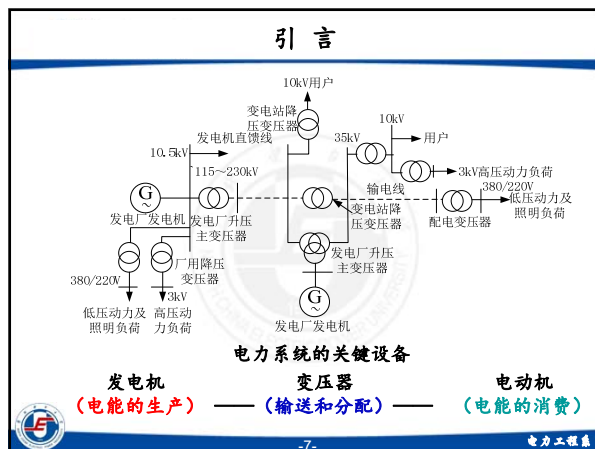 引 言
10kV用户
变电站降
压变压器
10kV
35kV
用户
发电机直馈线
10.5kV
115～230kV
3kV高压动力负荷
G
~
输电线
380/220V
低压动力及
照明负荷
变电站降
压变压器
配电变压器
发电厂发电机
发电厂升压
主变压器
发电厂升压
主变压器
厂用降压
变压器
380/220V
3kV
低压动力及
照明负荷
高压动
力负荷
G
~
发电厂发电机
电力系统的关键设备
发电机 变压器 电动机
（电能的生产） —— （输送和分配） —— （电能的消费）
-7-
电力工程系